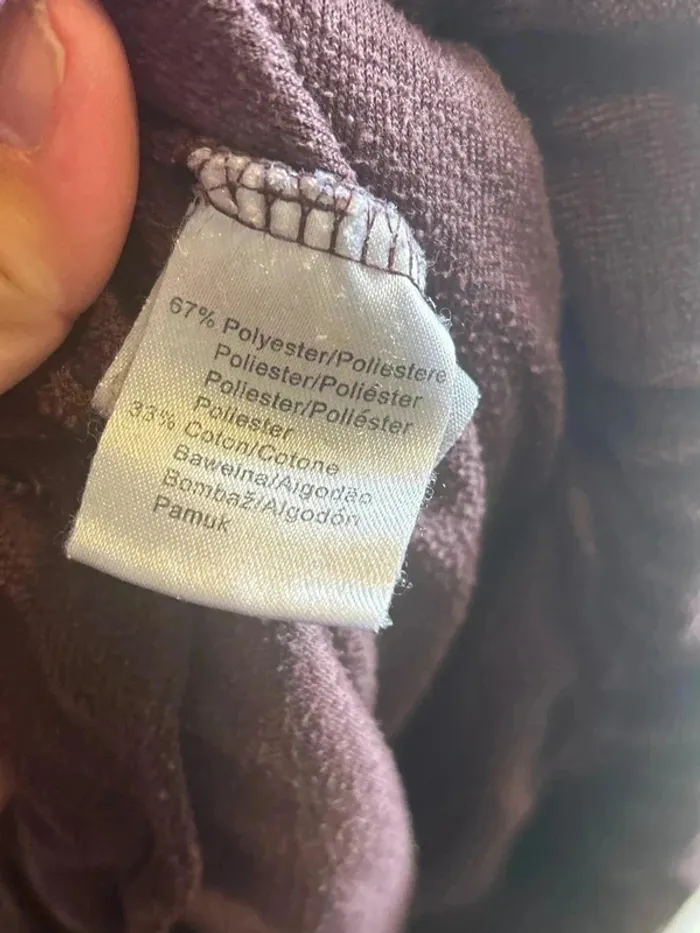 67% Polyester/Poliestere
Poliester/Poliéster
Poliester/Poliéster
Poliester
33% Coton/Cotone
Bawełna/Algodão
Bombaž/Algodón
Pamuk